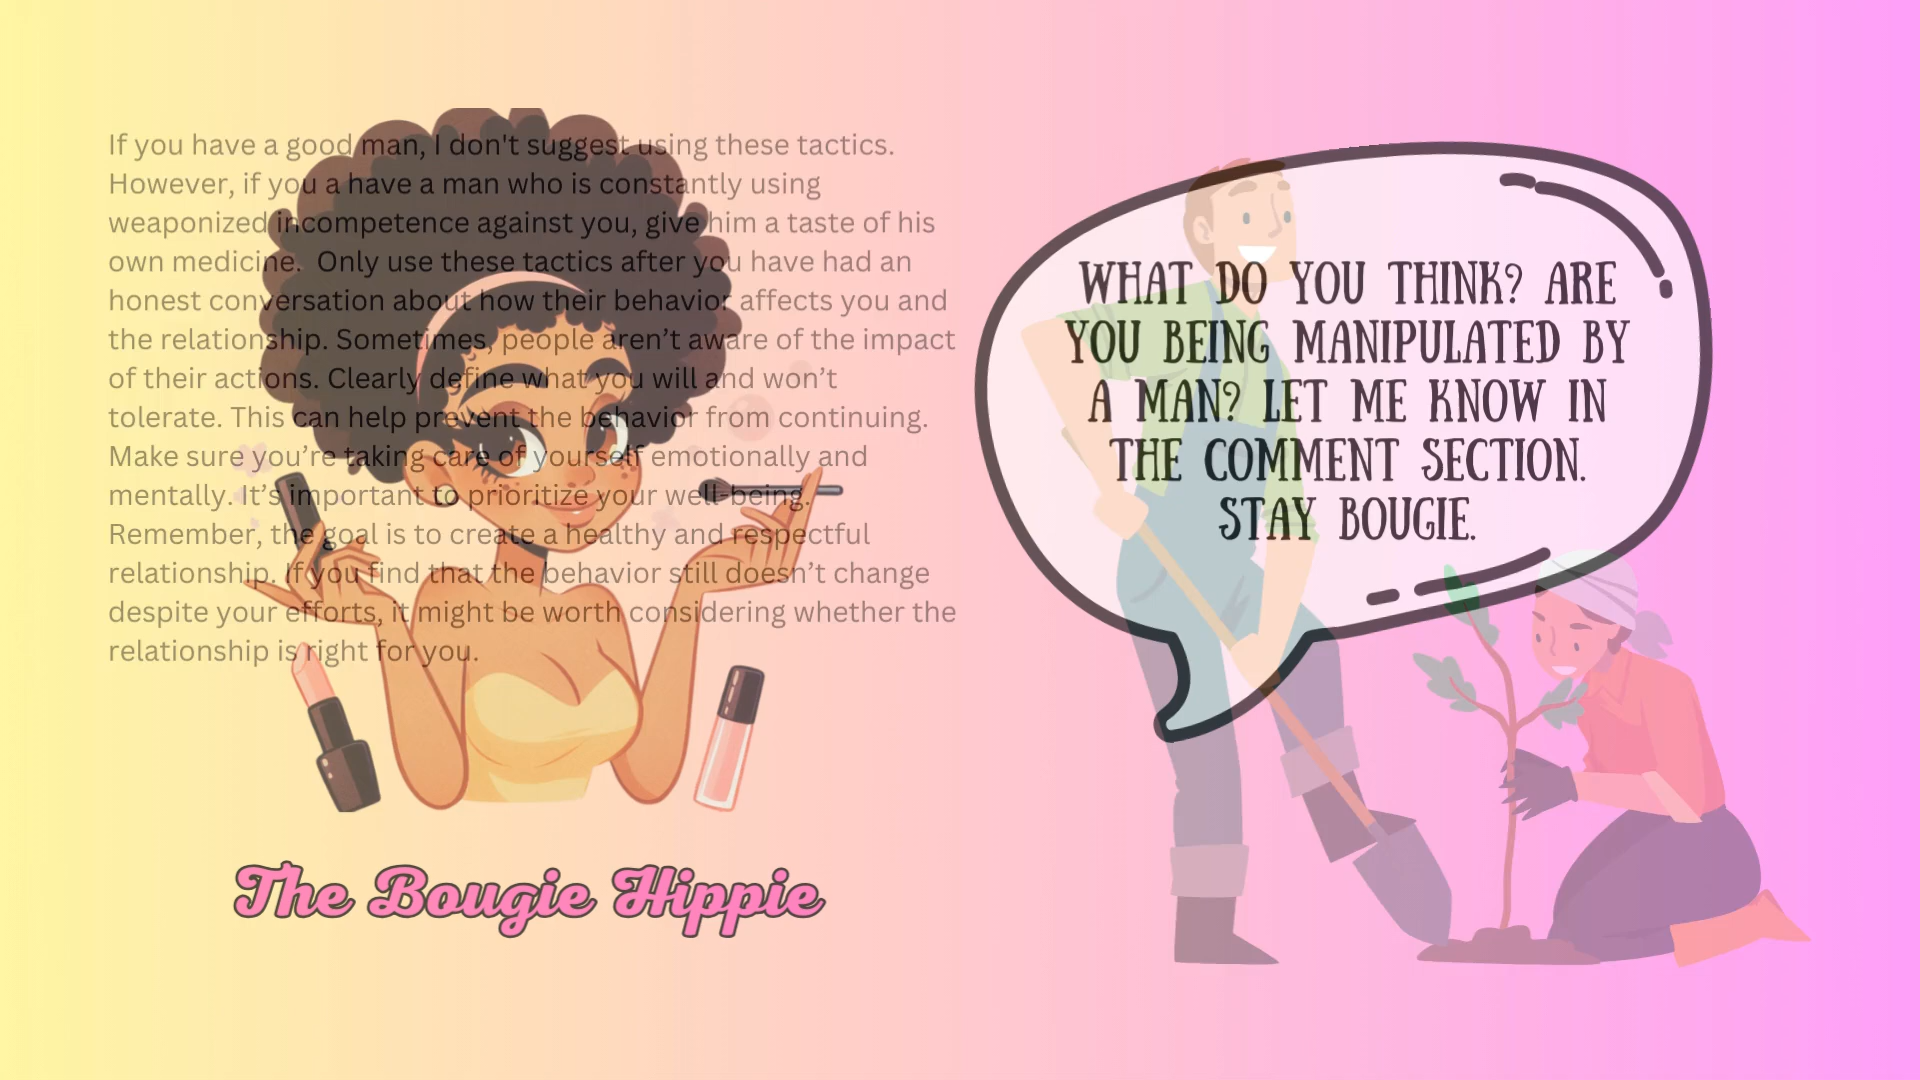 If you have a good man, I don't suggest using these tactics.
However, if you a have a man who is constantly using
weaponized incompetence against you, give him a taste of his
own medicine.  Only use these tactics after you have had an
honest conversation about how their behavior affects you and
the relationship. Sometimes, people aren’t aware of the impact
of their actions. Clearly define what you will and won’t
tolerate. This can help prevent the behavior from continuing.
Make sure you’re taking care of yourself emotionally and
mentally. It’s important to prioritize your well-being.
Remember, the goal is to create a healthy and respectful
relationship. If you find that the behavior still doesn’t change
despite your efforts, it might be worth considering whether the
relationship is right for you.
The Bougie Hippie
WHAT DO YOU THINK? ARE
YOU BEING MANIPULATED BY
A MAN? LET ME KNOW IN
THE COMMENT SECTION.
STAY BOUGIE.